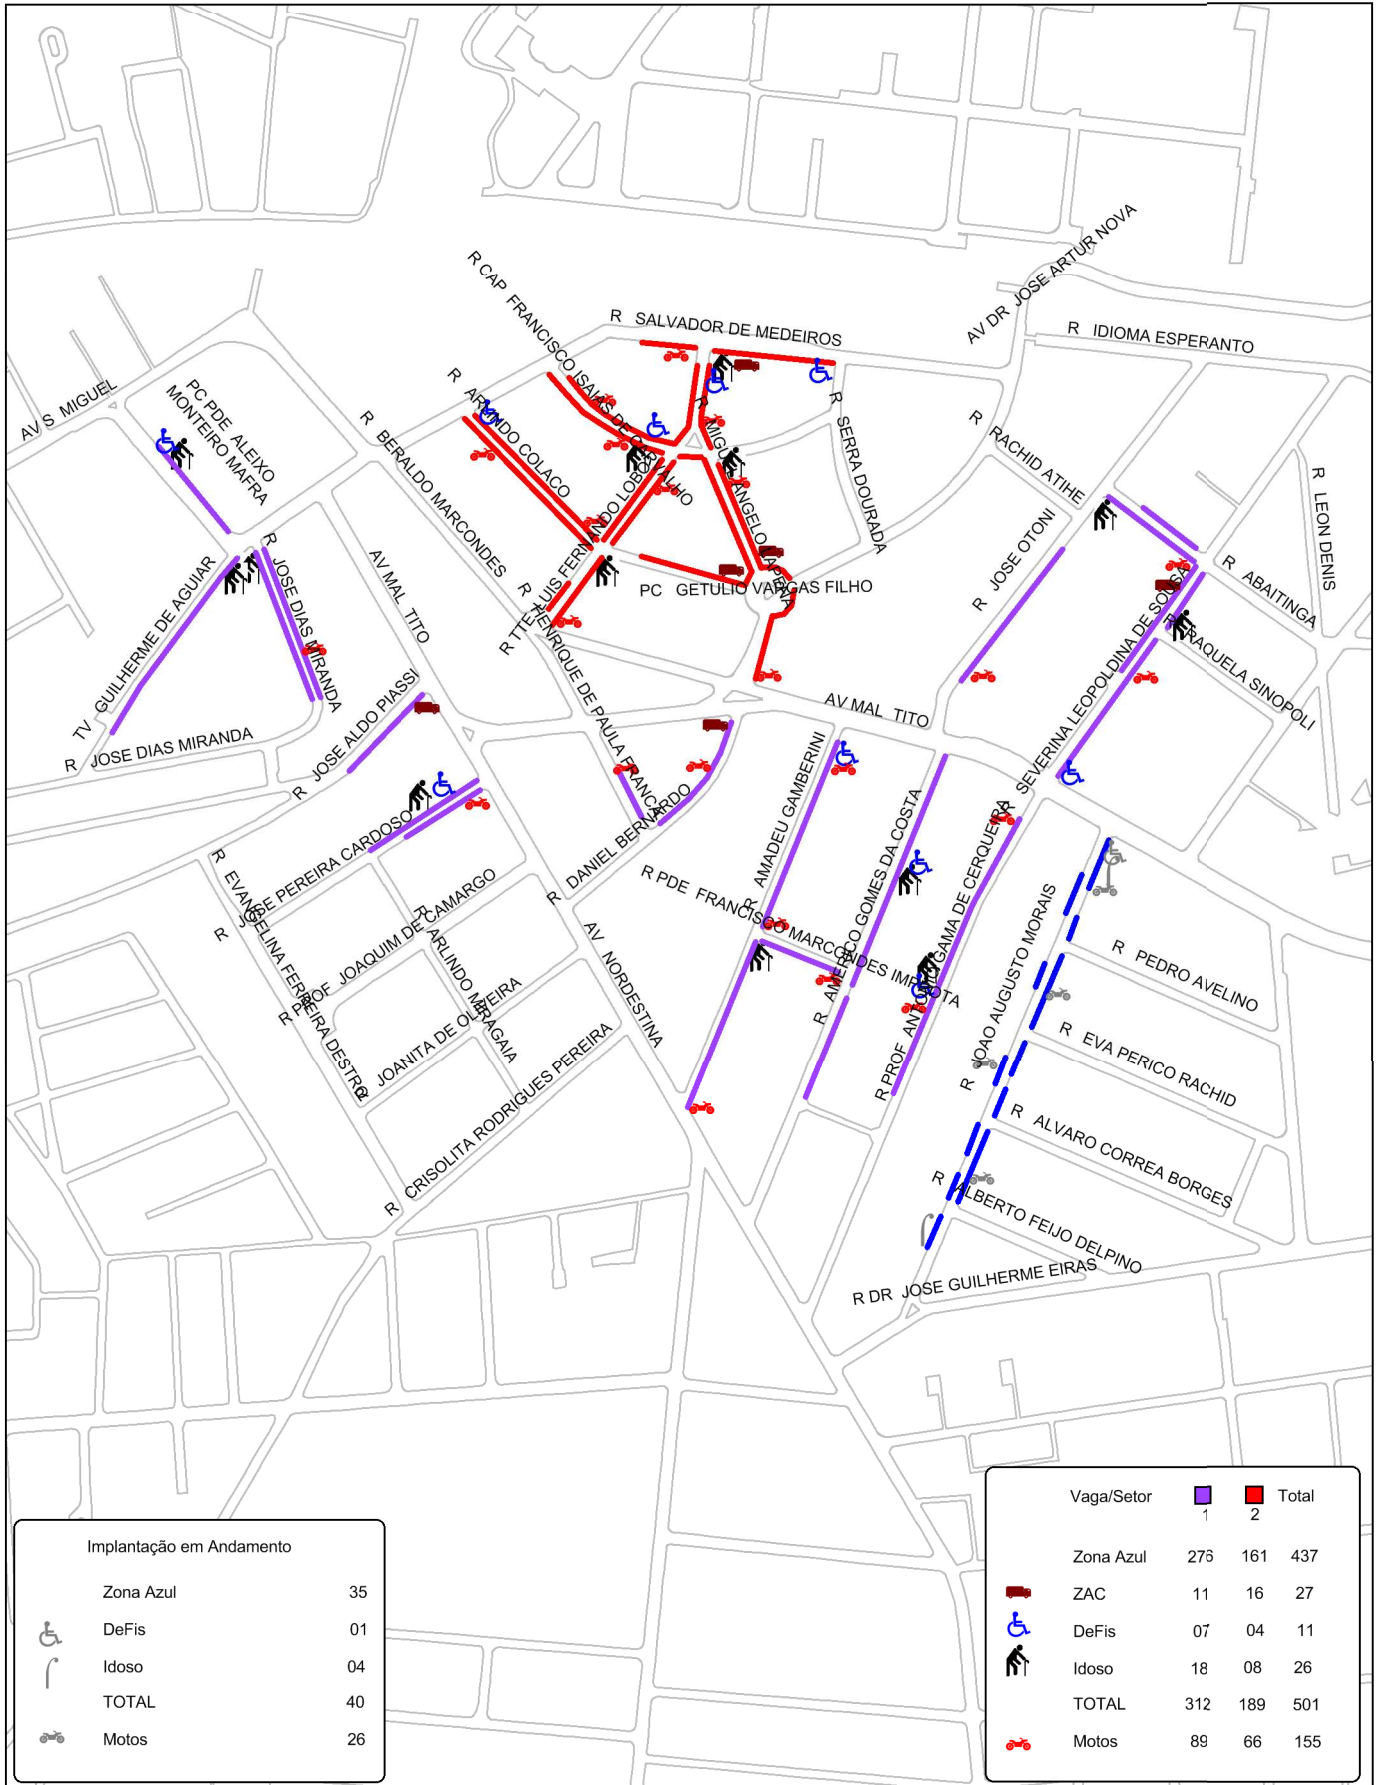 AV DR JOSE ARTUR NOVA
R CAP FRANCISCO ISAIAS DE CARVALHO
R SALVADOR DE MEDEIROS
R IDIOMA ESPERANTO
AV S MIGUEL
PC PDE ALEIXO
MONTEIRO MAFRA
R ARLINDO COLACO
R BERALDO MARCONDES
R MIGUEL ANGELO LAPENA
R SERRA DOURADA
R RACHID ATIHE
R LEON DENIS
R JOSE OTONI
R ABAITINGA
R RAQUELA SINOPOLI
R SEVERINA LEOPOLDINA DE SOUSA
R TTE LUIS FERNANDO LOBO
PC GETULIO VARGAS FILHO
R HENRIQUE DE PAULA FRANCA
AV MAL TITO
TV GUILHERME DE AGUIAR
R JOSE DIAS MIRANDA
R JOSE DIAS MIRANDA
R JOSE ALDO PIASSI
AV MAL TITO
R JOSE PEREIRA CARDOSO
R DANIEL BERNARDO
R AMADEU GAMBERINI
R PDE FRANCISCO MARCONDES IMPROTA
R AMERICO GOMES DA COSTA
R PROF ANTONIO GAMA DE CERQUEIRA
R JOAO AUGUSTO MORAIS
R EVANGELINA FERREIRA DESTRO
R PROF JOAQUIM DE CAMARGO
R ARLINDO MIRAGAIA
R JOANITA DE OLIVEIRA
AV NORDESTINA
R CRISOLITA RODRIGUES PEREIRA
R PEDRO AVELINO
R EVA PERICO RACHID
R ALVARO CORREA BORGES
R ALBERTO FEIJO DELPINO
R DR JOSE GUILHERME EIRAS
Implantação em Andamento
Zona Azul 35
DeFis 01
Idoso 04
TOTAL 40
Motos 26
Vaga/Setor 1 2 Total
Zona Azul 276 161 437
ZAC 11 16 27
DeFis 07 04 11
Idoso 18 08 26
TOTAL 312 189 501
Motos 89 66 155